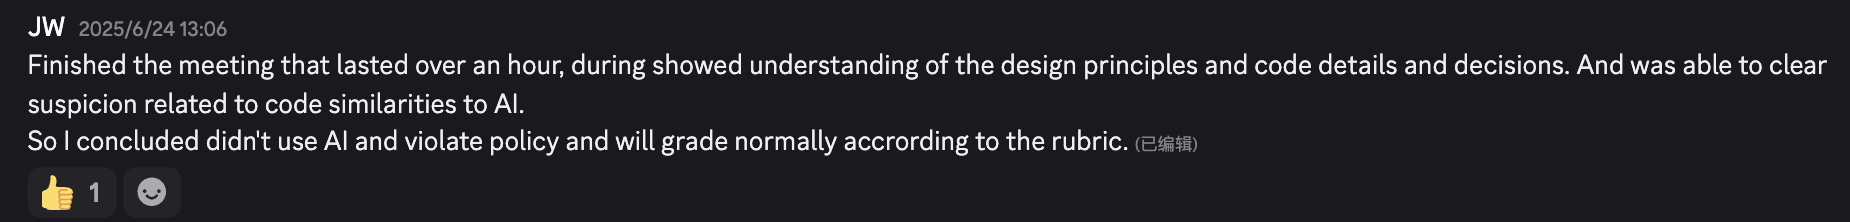 JW 2025/6/24 13:06
Finished the meeting that lasted over an hour, during showed understanding of the design principles and code details and decisions. And was able to clear
suspicion related to code similarities to AI.
So I concluded didn't use AI and violate policy and will grade normally accrording to the rubric. (已编辑)
1